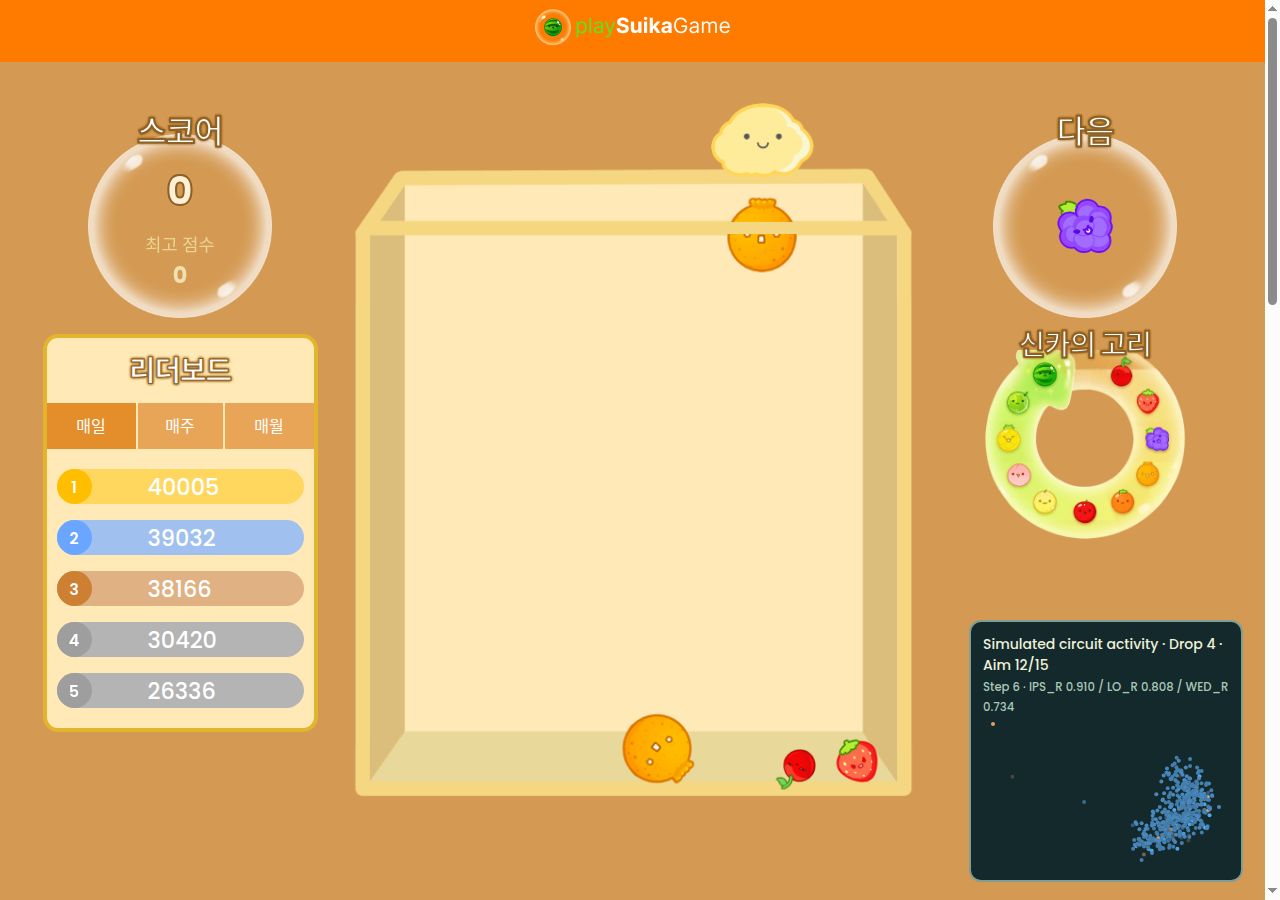 playSuikaGame
스코어
0
최고 점수
0
다음
리더보드
매일 매주 매월
1 40005
2 39032
3 38166
4 30420
5 26336
신카의 고리
Simulated circuit activity · Drop 4 ·
Aim 12/15
Step 6 · IPS_R 0.910 / LO_R 0.808 / WED_R
0.734